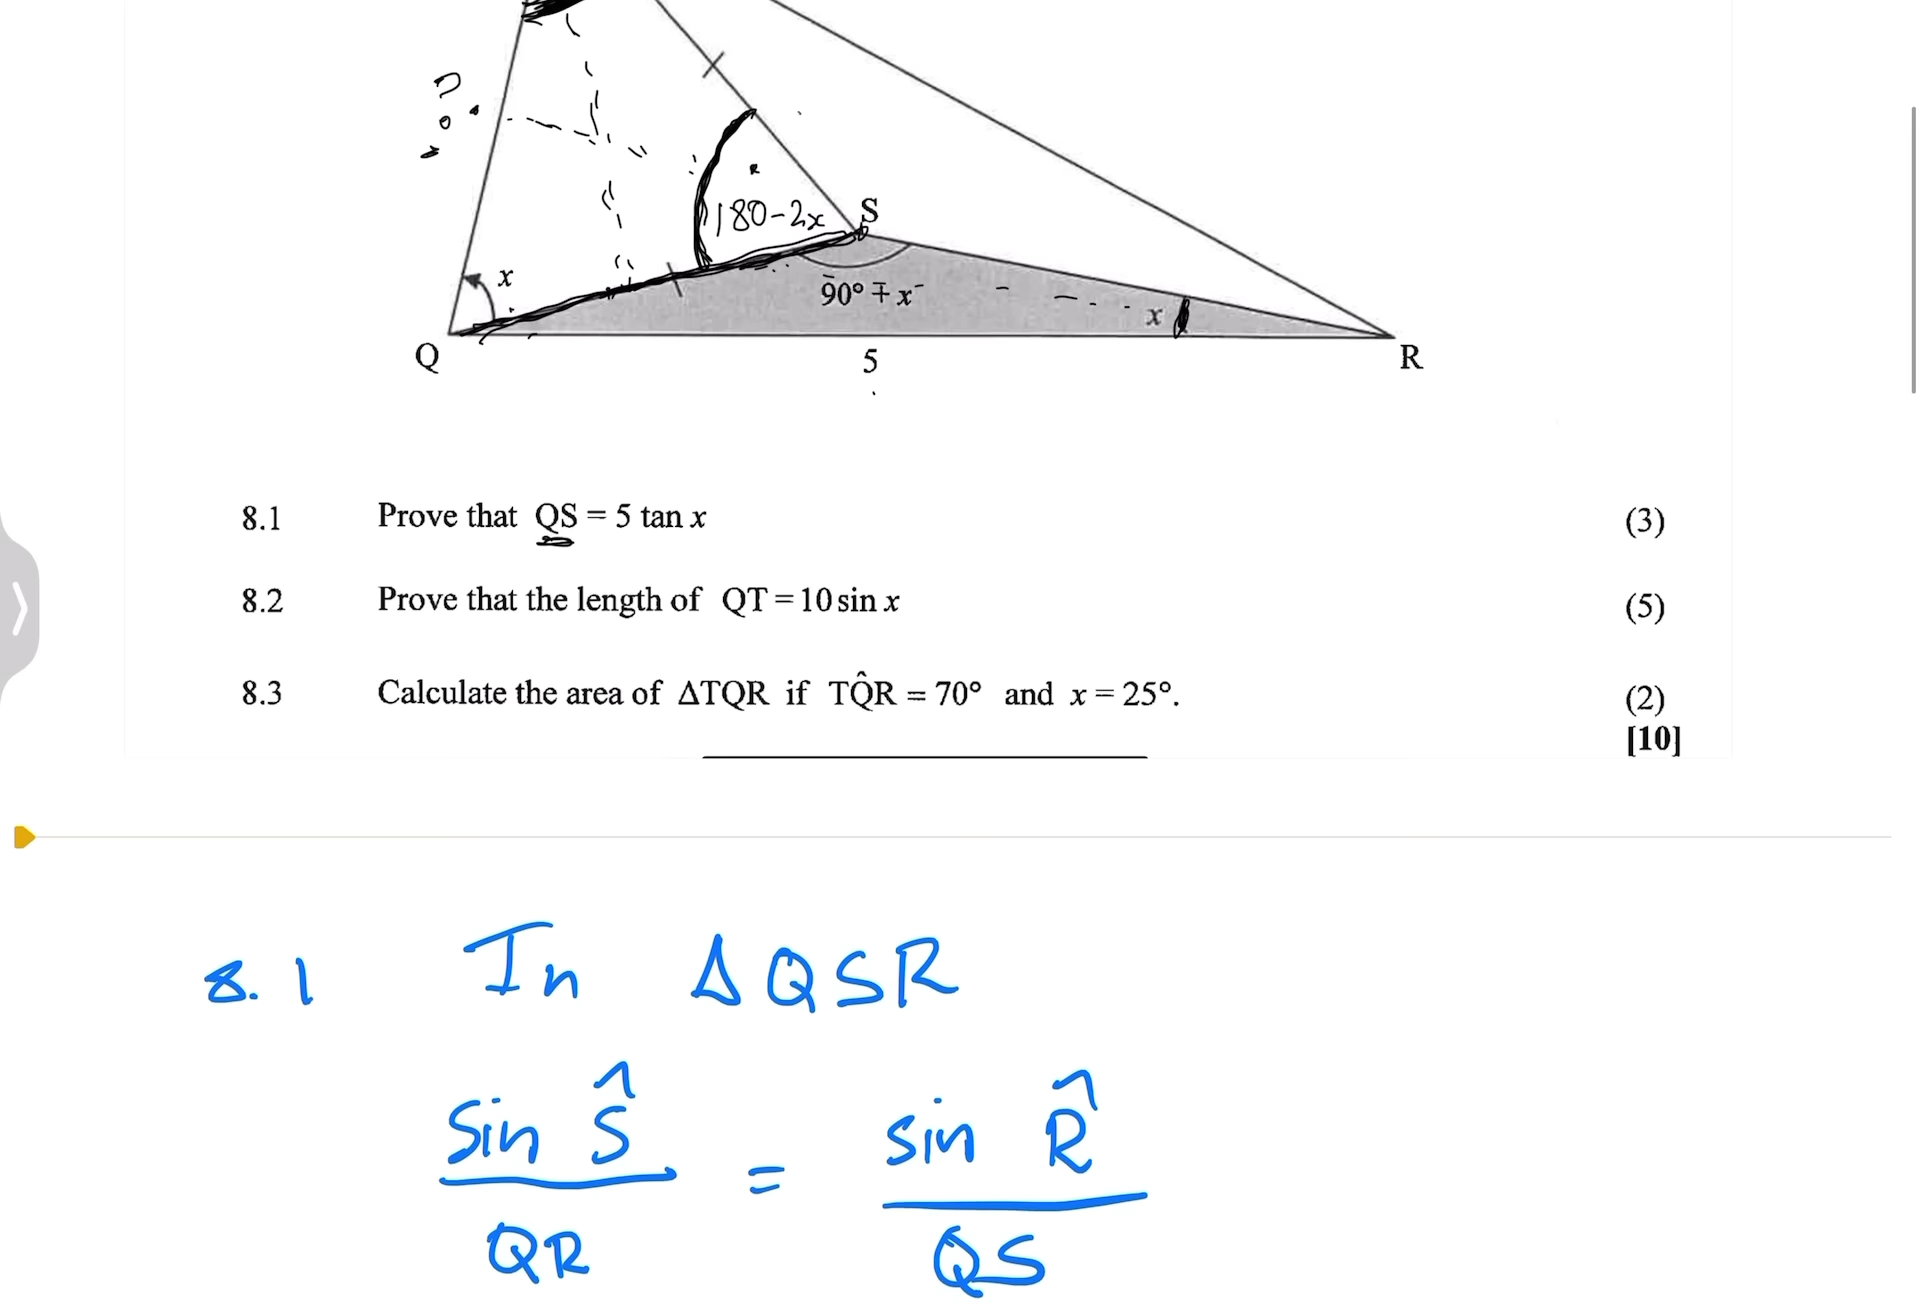 180-2x
S
x
90° + x
x
Q
5
R
8.1 Prove that QS = 5 tan x (3)
8.2 Prove that the length of QT = 10 sin x (5)
8.3 Calculate the area of ΔTQR if TQ̂R = 70° and x = 25°. (2)
[10]
8.1 In ΔQSR
sin Ŝ = sin R̂
QR QS